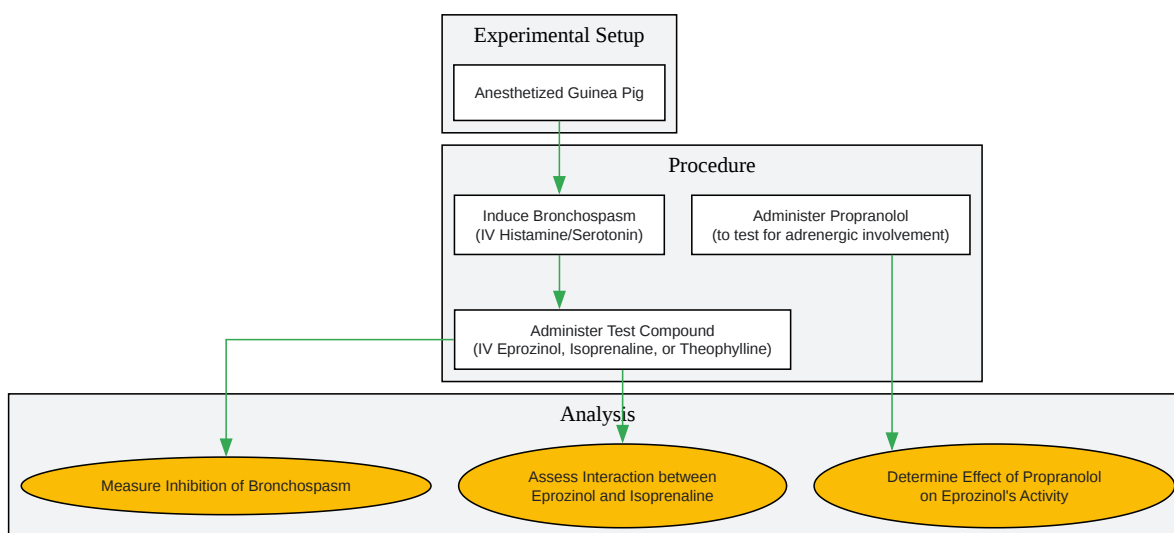 Experimental Setup
Anesthetized Guinea Pig
Procedure
Induce Bronchospasm
(IV Histamine/Serotonin)
Administer Propranolol
(to test for adrenergic involvement)
Administer Test Compound
(IV Eprozinol, Isoprenaline, or Theophylline)
Analysis
Measure Inhibition of Bronchospasm
Assess Interaction between
Eprozinol and Isoprenaline
Determine Effect of Propranolol
on Eprozinol's Activity